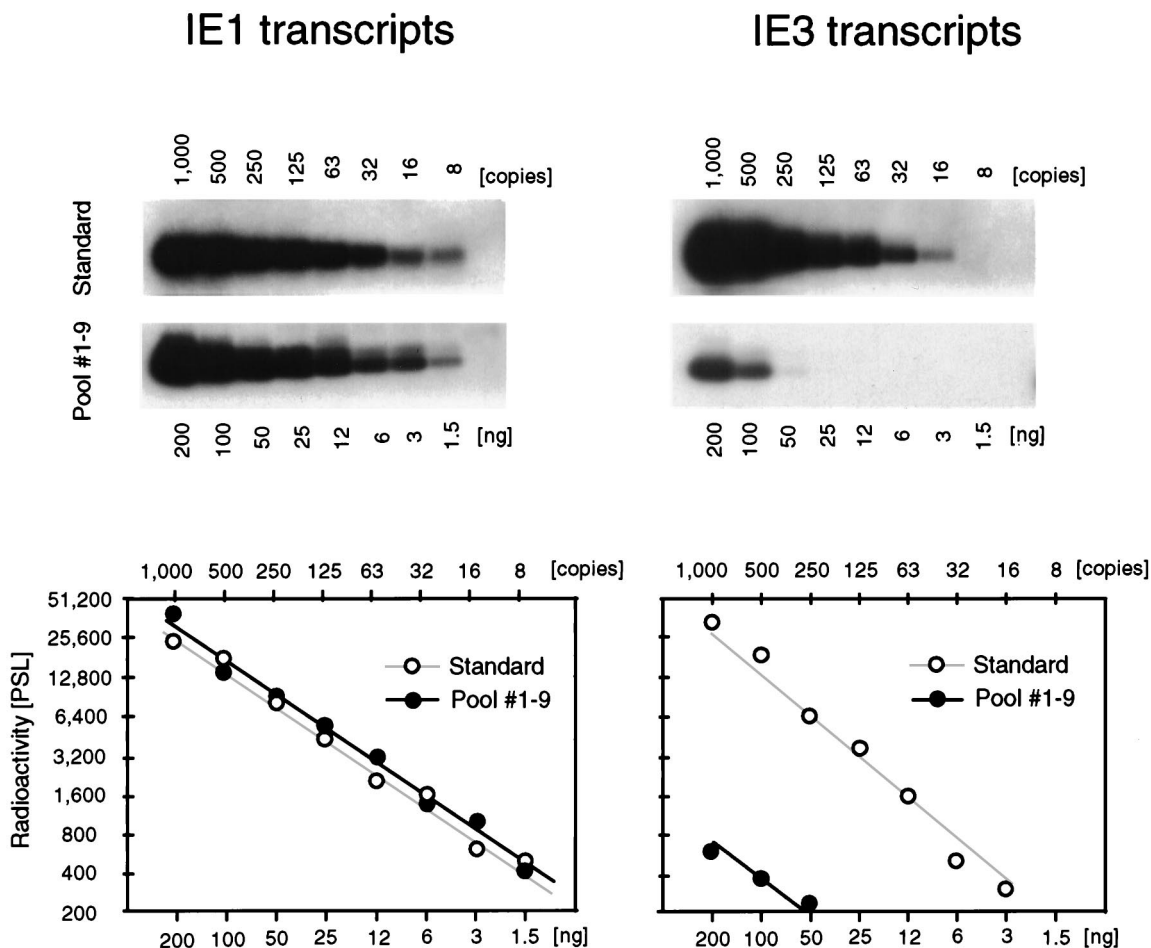 IE1 transcripts
IE3 transcripts
1,000 500 250 125 63 32 16 8 [copies]
1,000 500 250 125 63 32 16 8 [copies]
Standard
Pool #1-9
200 100 50 25 12 6 3 1.5 [ng]
200 100 50 25 12 6 3 1.5 [ng]
1,000 500 250 125 63 32 16 8 [copies]
1,000 500 250 125 63 32 16 8 [copies]
Radioactivity [PSL]
51,200
25,600
12,800
6,400
3,200
1,600
800
400
200
Standard
Pool #1-9
Standard
Pool #1-9
200 100 50 25 12 6 3 1.5 [ng]
200 100 50 25 12 6 3 1.5 [ng]